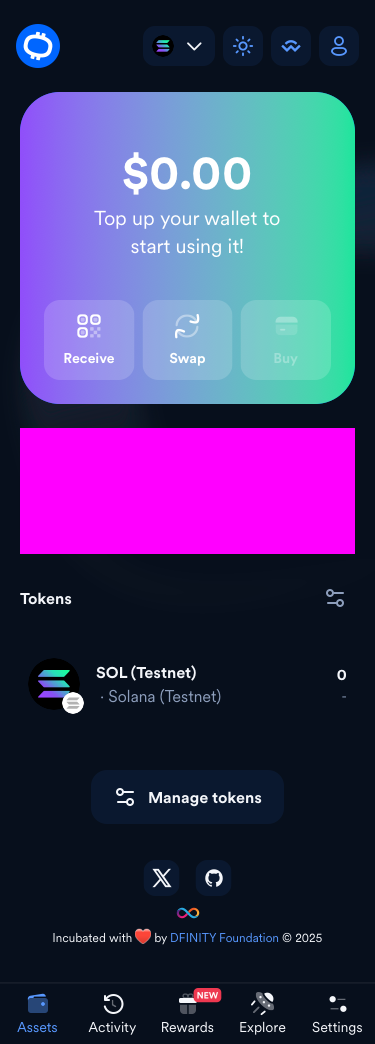 $0.00
Top up your wallet to
start using it!
Receive
Swap
Buy
Tokens
SOL (Testnet)
0
· Solana (Testnet)
-
Manage tokens
Incubated with ❤️ by DFINITY Foundation © 2025
NEW
Assets
Activity
Rewards
Explore
Settings